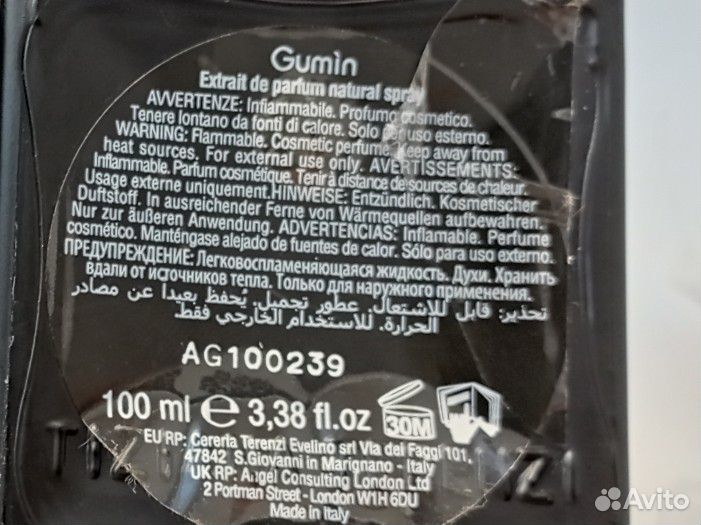 Gumìn
Extrait de parfum natural spray
AVVERTENZE: Infiammabile. Profumo cosmetico.
Tenere lontano da fonti di calore. Solo per uso esterno.
WARNING: Flammable. Cosmetic perfume. Keep away from
heat sources. For external use only. AVERTISSEMENTS:
Inflammable. Parfum cosmétique. Tenir à distance de sources de chaleur.
Usage externe uniquement.HINWEISE: Entzündlich. Kosmetischer
Duftstoff. In ausreichender Ferne von Wärmequellen aufbewahren.
Nur zur äußeren Anwendung. ADVERTENCIAS: Inflamable. Perfume
cosmético. Manténgase alejado de fuentes de calor. Sólo para uso externo.
ПРЕДУПРЕЖДЕНИЕ: Легковоспламеняющаяся жидкость. Духи. Хранить
вдали от источников тепла. Только для наружного применения.
تحذير: قابل للاشتعال. عطور تجميل. يُحفظ بعيدا عن مصادر
الحرارة. للاستخدام الخارجي فقط.
AG100239
100 ml e 3,38 fl.oz 30M
EU RP: Cereria Terenzi Evelino srl Via dei Faggi 101,
47842 S.Giovanni in Marignano - Italy
UK RP: Angel Consulting London Ltd
2 Portman Street - London W1H 6DU
Made in Italy
Avito